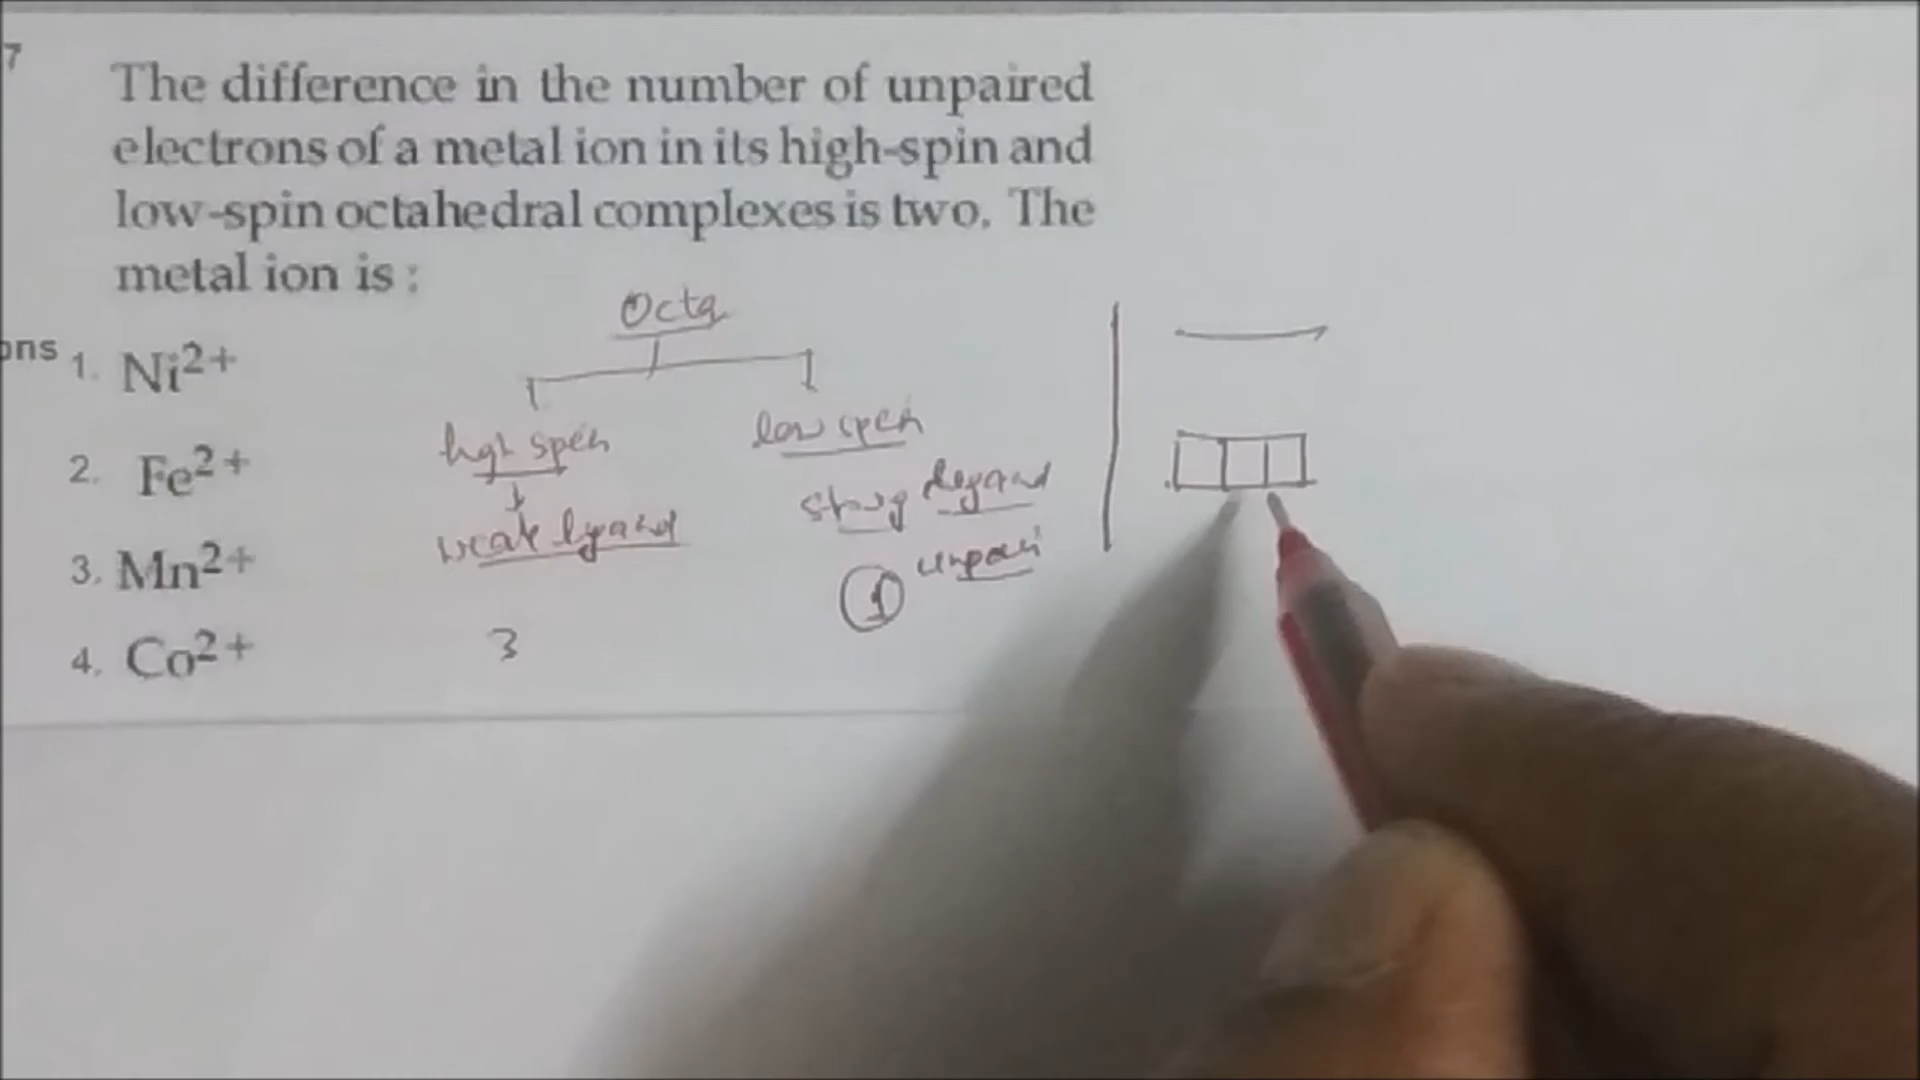 7
The difference in the number of unpaired
electrons of a metal ion in its high-spin and
low-spin octahedral complexes is two. The
metal ion is :
ons
1. Ni2+
2. Fe2+
3. Mn2+
4. Co2+
Octa
high spin
low spin
weak ligand
strong ligand
1 unpair
3